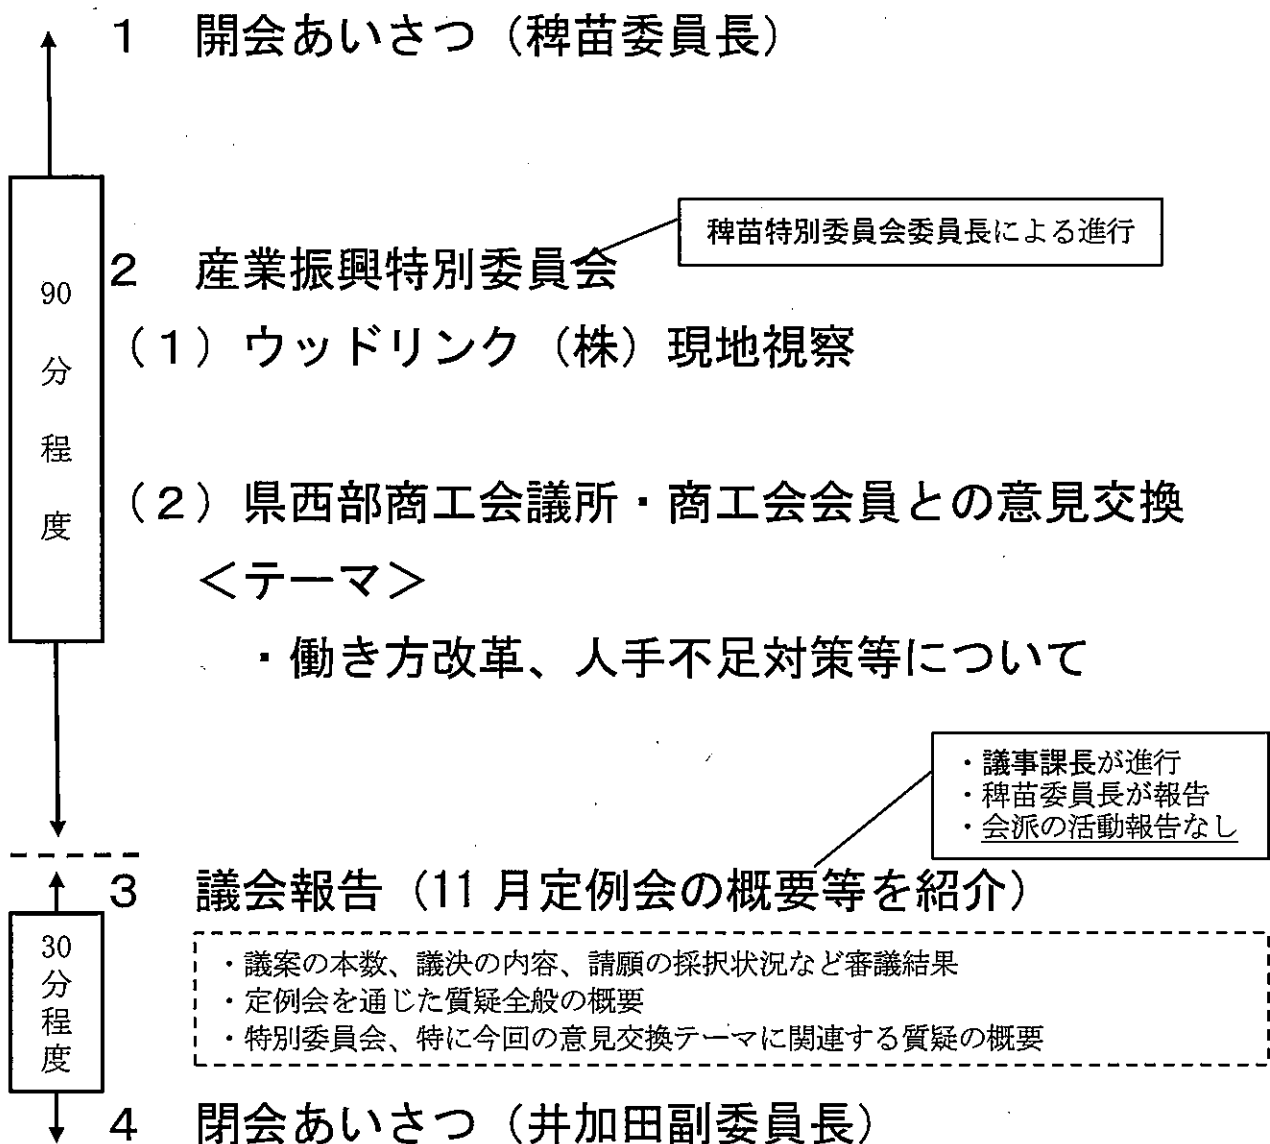 1 開会あいさつ（稗苗委員長）
90分程度
稗苗特別委員会委員長による進行
2 産業振興特別委員会
（１）ウッドリンク（株）現地視察
（２）県西部商工会議所・商工会会員との意見交換
＜テーマ＞
・働き方改革、人手不足対策等について
・議事課長が進行
・稗苗委員長が報告
・会派の活動報告なし
3 議会報告（11月定例会の概要等を紹介）
30分程度
・議案の本数、議決の内容、請願の採択状況など審議結果
・定例会を通じた質疑全般の概要
・特別委員会、特に今回の意見交換テーマに関連する質疑の概要
4 閉会あいさつ（井加田副委員長）